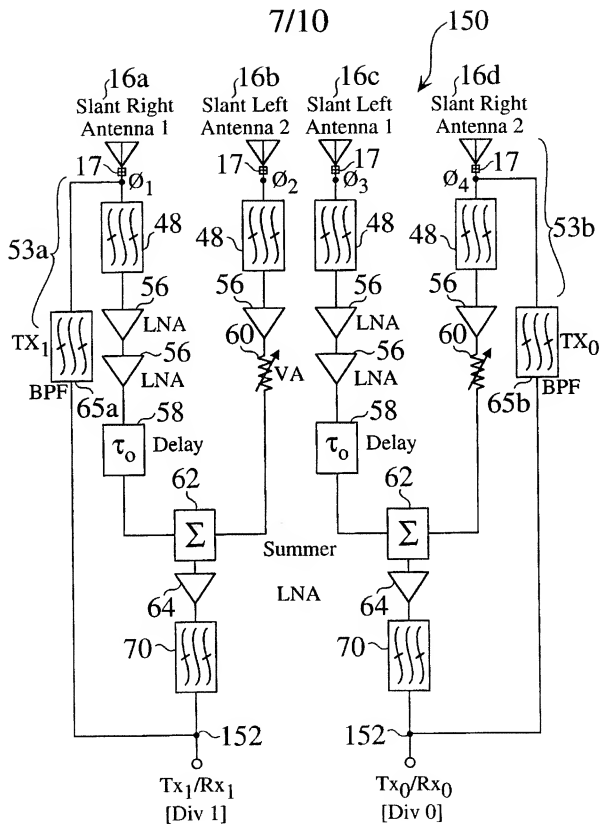 7/10
150
16a
16b
16c
16d
Slant Right
Antenna 1
Slant Left
Antenna 2
Slant Left
Antenna 1
Slant Right
Antenna 2
17
17
17
17
Ø1
Ø2
Ø3
Ø4
53a
53b
48
48
48
48
56
LNA
56
56
LNA
56
TX1
BPF
65a
56
LNA
60
VA
56
LNA
60
TX0
BPF
65b
58
τo
Delay
58
τo
Delay
62
Σ
Summer
62
Σ
64
LNA
64
70
70
152
152
Tx1/Rx1
[Div 1]
Tx0/Rx0
[Div 0]